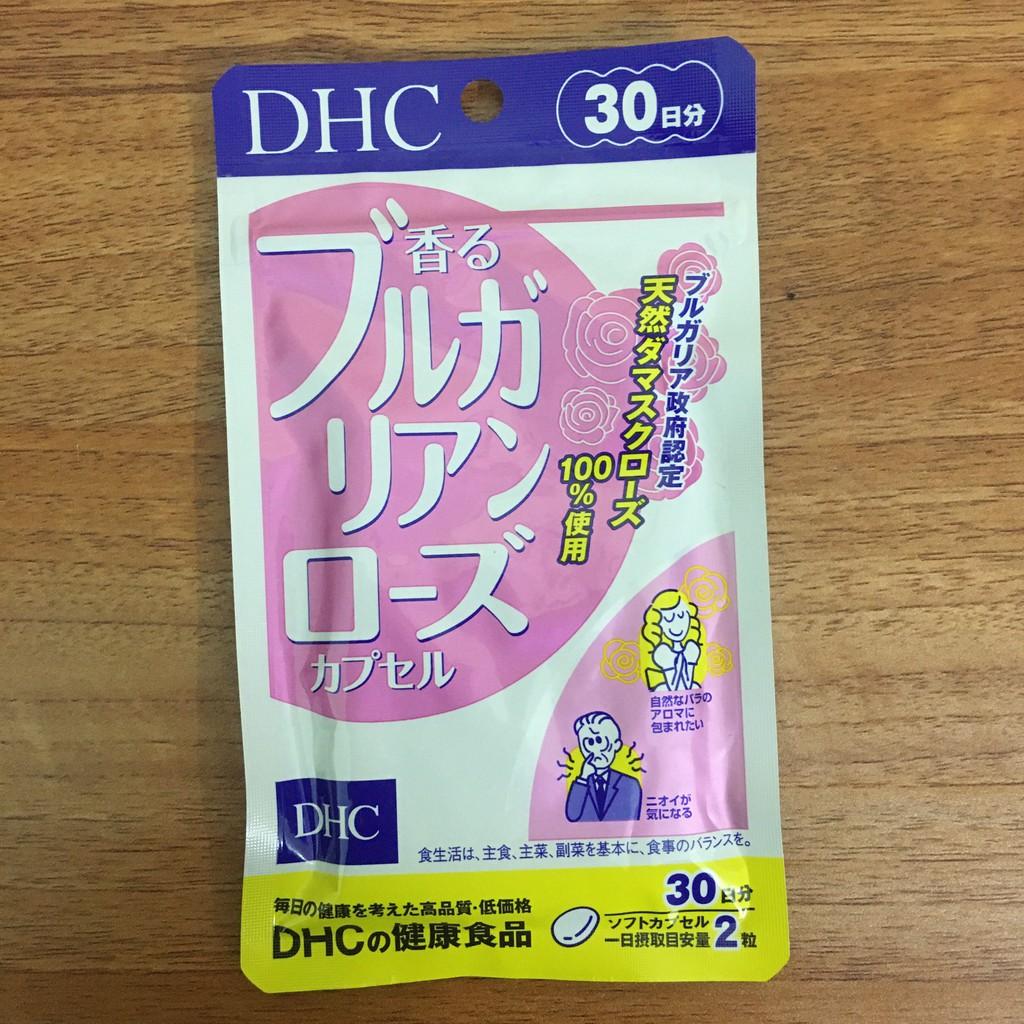 DHC
30日分
香る
ブルガ
リアン
ローズ
カプセル
ブルガリア政府認定
天然ダマスクローズ
100%使用
自然なバラの
アロマに
包まれたい
ニオイが
気になる
DHC
食生活は、主食、主菜、副菜を基本に、食事のバランスを。
毎日の健康を考えた高品質・低価格
DHCの健康食品
30日分
ソフトカプセル
一日摂取目安量2粒